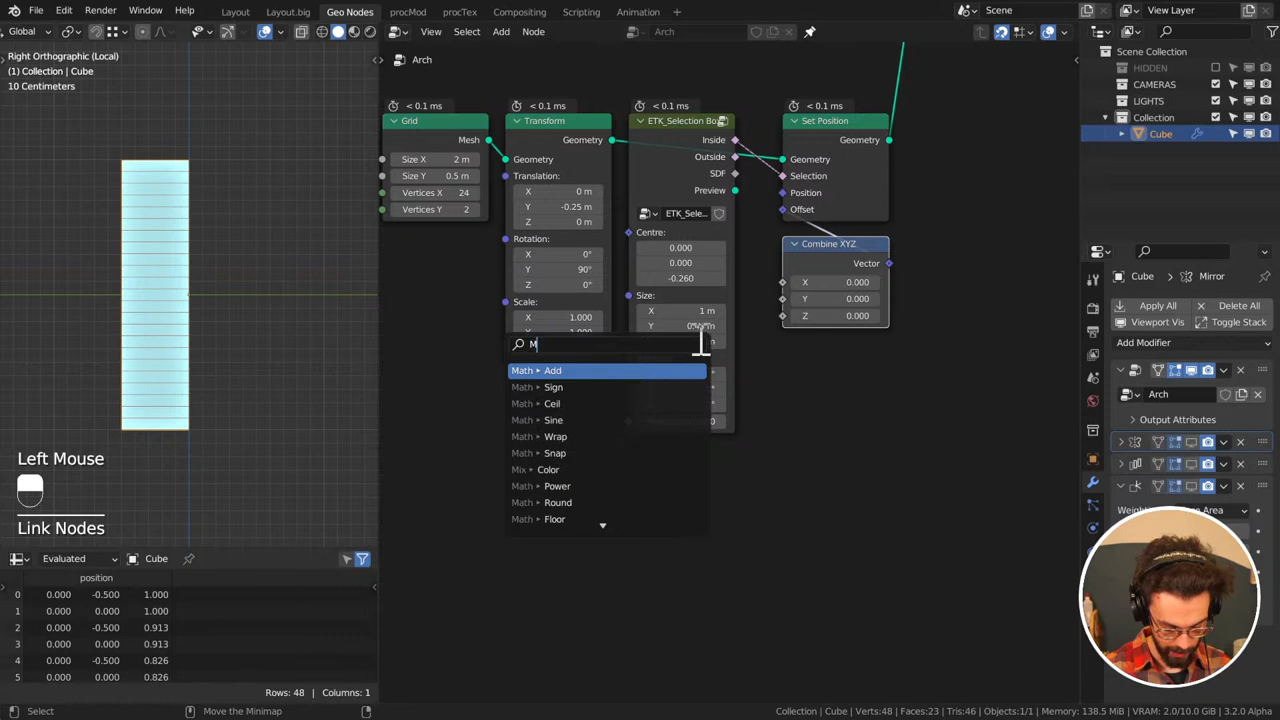 File Edit Render Window Help Layout Layout.big Geo Nodes procMod procTex Compositing Scripting Animation Scene View Layer
Global View Select Add Node Arch
Right Orthographic (Local)
(1) Collection | Cube
10 Centimeters
Arch
< 0.1 ms < 0.1 ms < 0.1 ms < 0.1 ms
Grid Transform ETK_Selection Bo Set Position
Mesh Geometry Inside Geometry
Size X 2 m Geometry Outside Geometry
Size Y 0.5 m Translation: SDF Selection
Vertices X 24 X 0 m Preview Position
Vertices Y 2 Y -0.25 m ETK_Sele... Offset
Z 0 m Centre: Combine XYZ
Rotation: 0.000 Vector
X 0° 0.000 X 0.000
Y 90° -0.260 Y 0.000
Z 0° Size: Z 0.000
Scale: X 1 m
X 1.000 Y
M
Math ▸ Add
Math ▸ Sign
Math ▸ Ceil
Math ▸ Sine
Math ▸ Wrap
Math ▸ Snap
Mix ▸ Color
Math ▸ Power
Math ▸ Round
Math ▸ Floor
Left Mouse
Link Nodes
Evaluated Cube
position
0 0.000 -0.500 1.000
1 0.000 0.000 1.000
2 0.000 -0.500 0.913
3 0.000 0.000 0.913
4 0.000 -0.500 0.826
5 0.000 0.000 0.826
Rows: 48 | Columns: 1
Scene Collection
HIDDEN
CAMERAS
LIGHTS
Collection
Cube
Cube Mirror
Apply All Delete All
Viewport Vis Toggle Stack
Add Modifier
Arch
Output Attributes
Select Move the Minimap Collection | Cube | Verts:48 | Faces:23 | Tris:46 | Objects:1/1 | Memory: 138.5 MiB | VRAM: 2.0/10.0 GiB | 3.2.0 Alpha